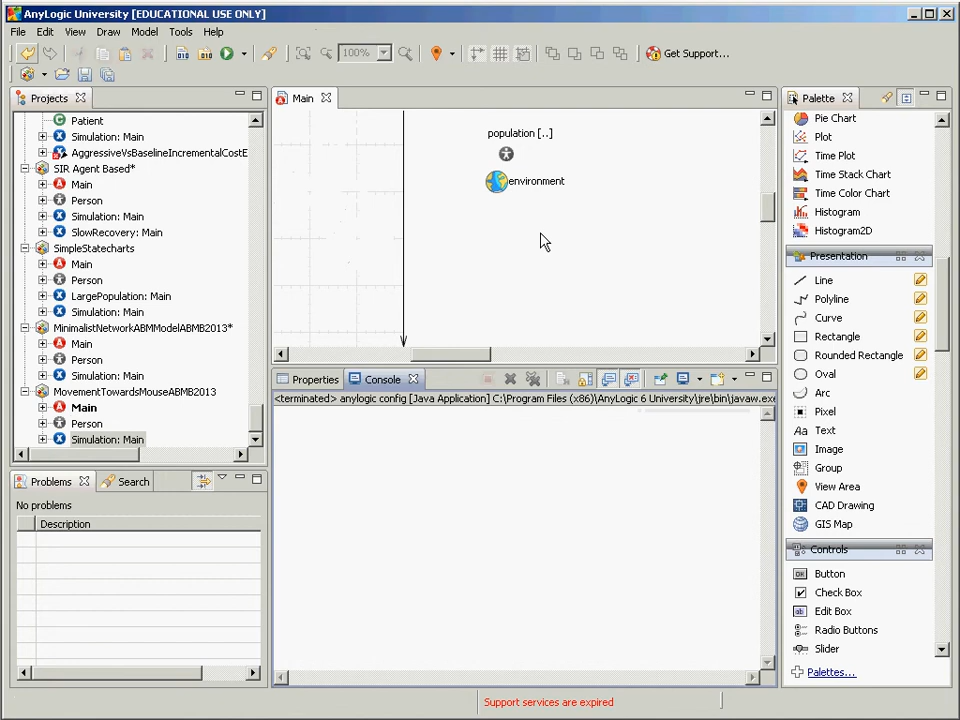 AnyLogic University [EDUCATIONAL USE ONLY]
File Edit View Draw Model Tools Help
100% Get Support...
Projects
Patient
Simulation: Main
AggressiveVsBaselineIncrementalCostE
SIR Agent Based*
Main
Person
Simulation: Main
SlowRecovery: Main
SimpleStatecharts
Main
Person
LargePopulation: Main
Simulation: Main
MinimalistNetworkABMModelABMB2013*
Main
Person
Simulation: Main
MovementTowardsMouseABMB2013
Main
Person
Simulation: Main
Problems Search
No problems
Description
Main
population [..]
environment
Properties Console
<terminated> anylogic config [Java Application] C:\Program Files (x86)\AnyLogic 6 University\jre\bin\javaw.exe
Palette
Pie Chart
Plot
Time Plot
Time Stack Chart
Time Color Chart
Histogram
Histogram2D
Presentation
Line
Polyline
Curve
Rectangle
Rounded Rectangle
Oval
Arc
Pixel
Aa Text
Image
Group
View Area
CAD Drawing
GIS Map
Controls
OK Button
Check Box
Edit Box
Radio Buttons
Slider
Palettes...
Support services are expired